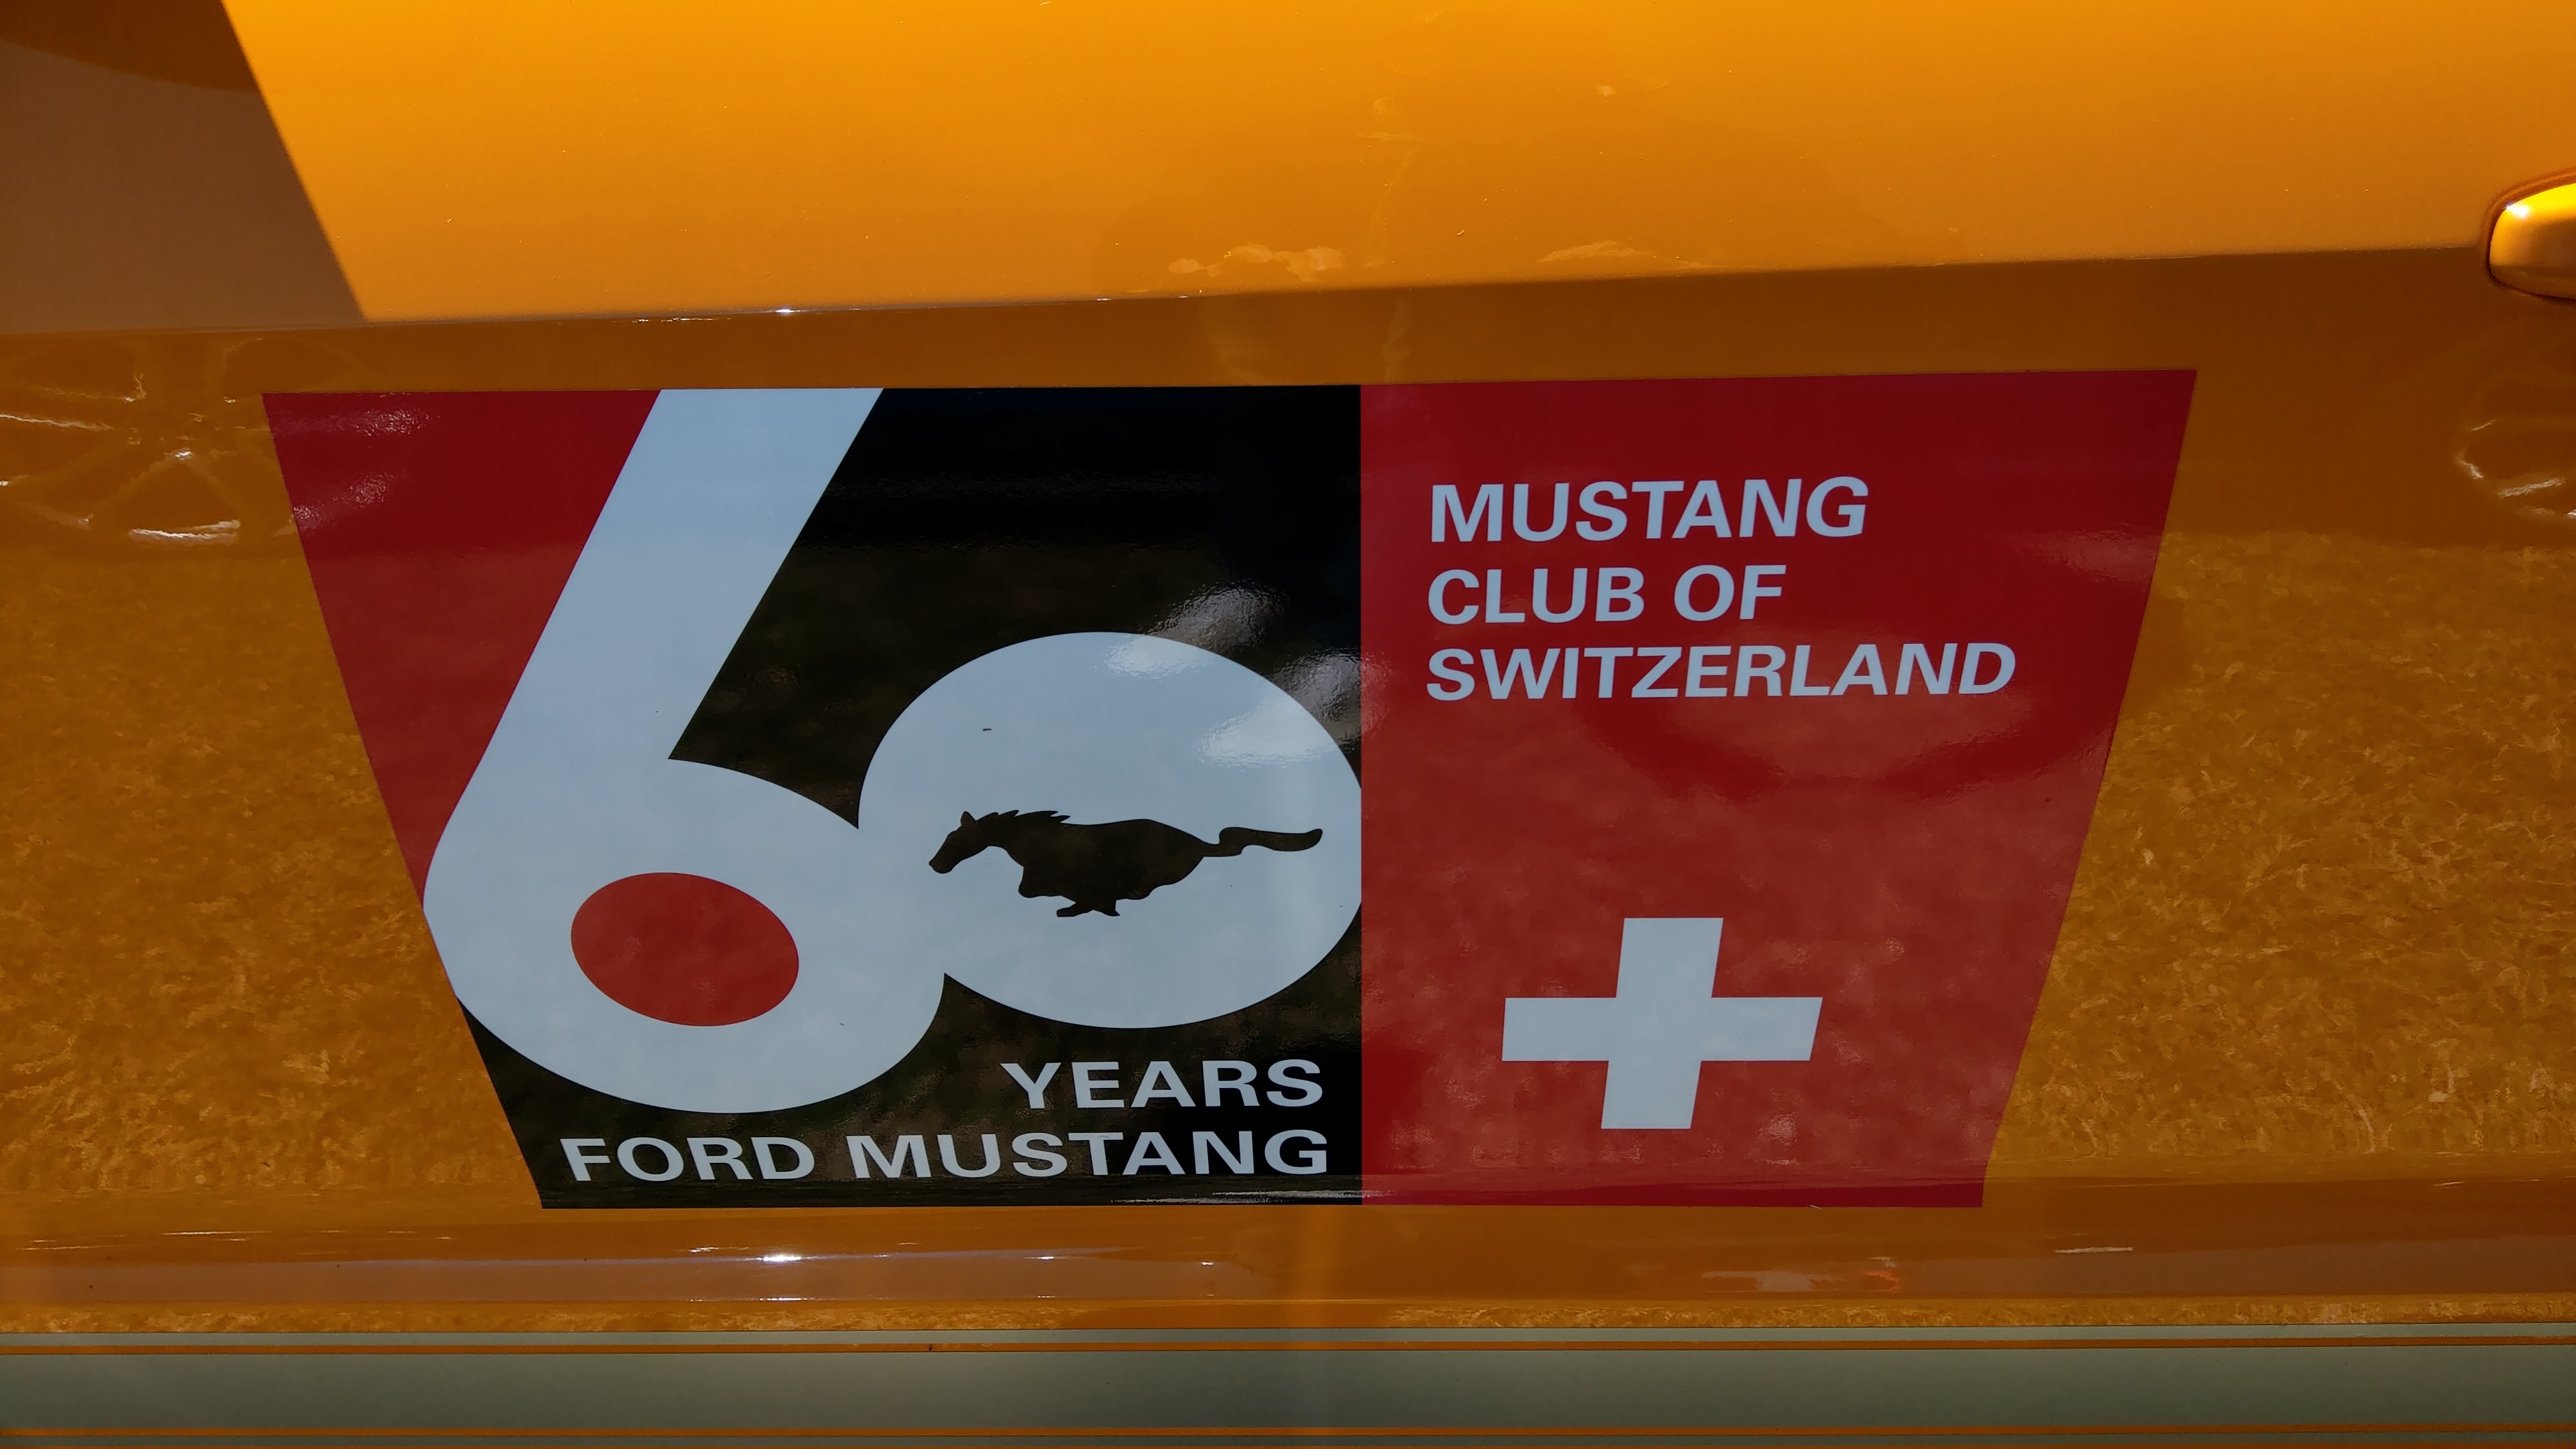 60
YEARS
FORD MUSTANG
MUSTANG
CLUB OF
SWITZERLAND